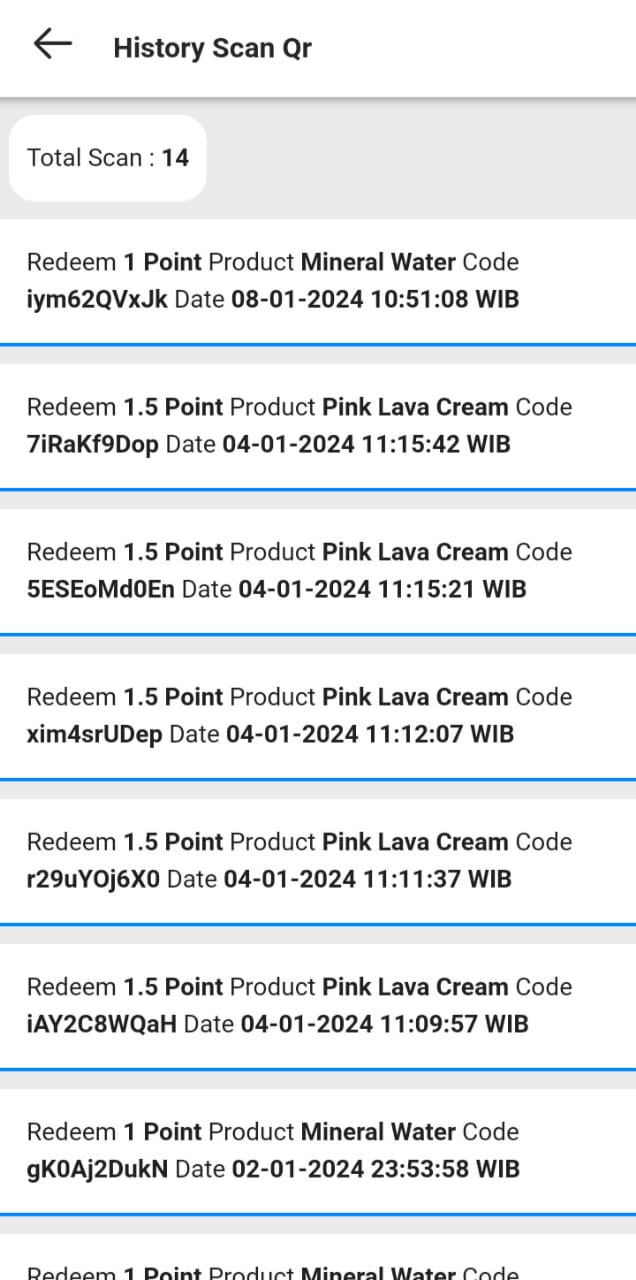 History Scan Qr
Total Scan : 14
Redeem 1 Point Product Mineral Water Code
iym62QVxJk Date 08-01-2024 10:51:08 WIB
Redeem 1.5 Point Product Pink Lava Cream Code
7iRaKf9Dop Date 04-01-2024 11:15:42 WIB
Redeem 1.5 Point Product Pink Lava Cream Code
5ESEoMd0En Date 04-01-2024 11:15:21 WIB
Redeem 1.5 Point Product Pink Lava Cream Code
xim4srUDep Date 04-01-2024 11:12:07 WIB
Redeem 1.5 Point Product Pink Lava Cream Code
r29uYOj6X0 Date 04-01-2024 11:11:37 WIB
Redeem 1.5 Point Product Pink Lava Cream Code
iAY2C8WQaH Date 04-01-2024 11:09:57 WIB
Redeem 1 Point Product Mineral Water Code
gK0Aj2DukN Date 02-01-2024 23:53:58 WIB
Redeem 1 Point Product Mineral Water Code